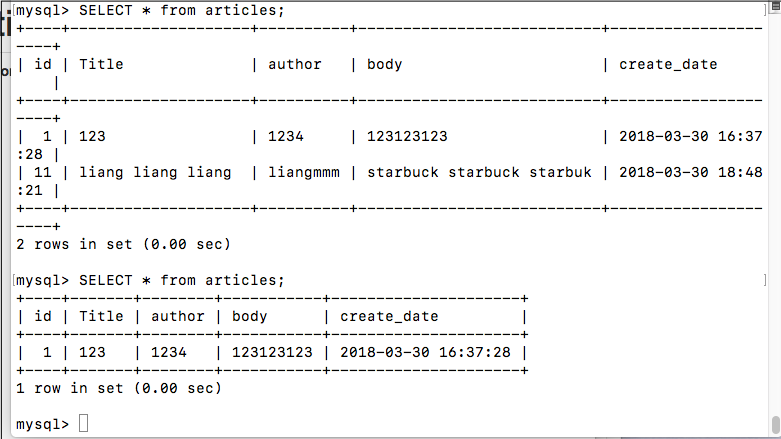 [mysql> SELECT * from articles; ]
+----+--------------------+----------+---------------------------+-----------------
----+
| id | Title              | author   | body                      | create_date     
    |
+----+--------------------+----------+---------------------------+-----------------
----+
|  1 | 123                | 1234     | 123123123                 | 2018-03-30 16:37
:28 |
| 11 | liang liang liang  | liangmmm | starbuck starbuck starbuk | 2018-03-30 18:48
:21 |
+----+--------------------+----------+---------------------------+-----------------
----+
2 rows in set (0.00 sec)
[mysql> SELECT * from articles; ]
+----+-------+--------+-----------+---------------------+
| id | Title | author | body      | create_date         |
+----+-------+--------+-----------+---------------------+
|  1 | 123   | 1234   | 123123123 | 2018-03-30 16:37:28 |
+----+-------+--------+-----------+---------------------+
1 row in set (0.00 sec)
mysql>